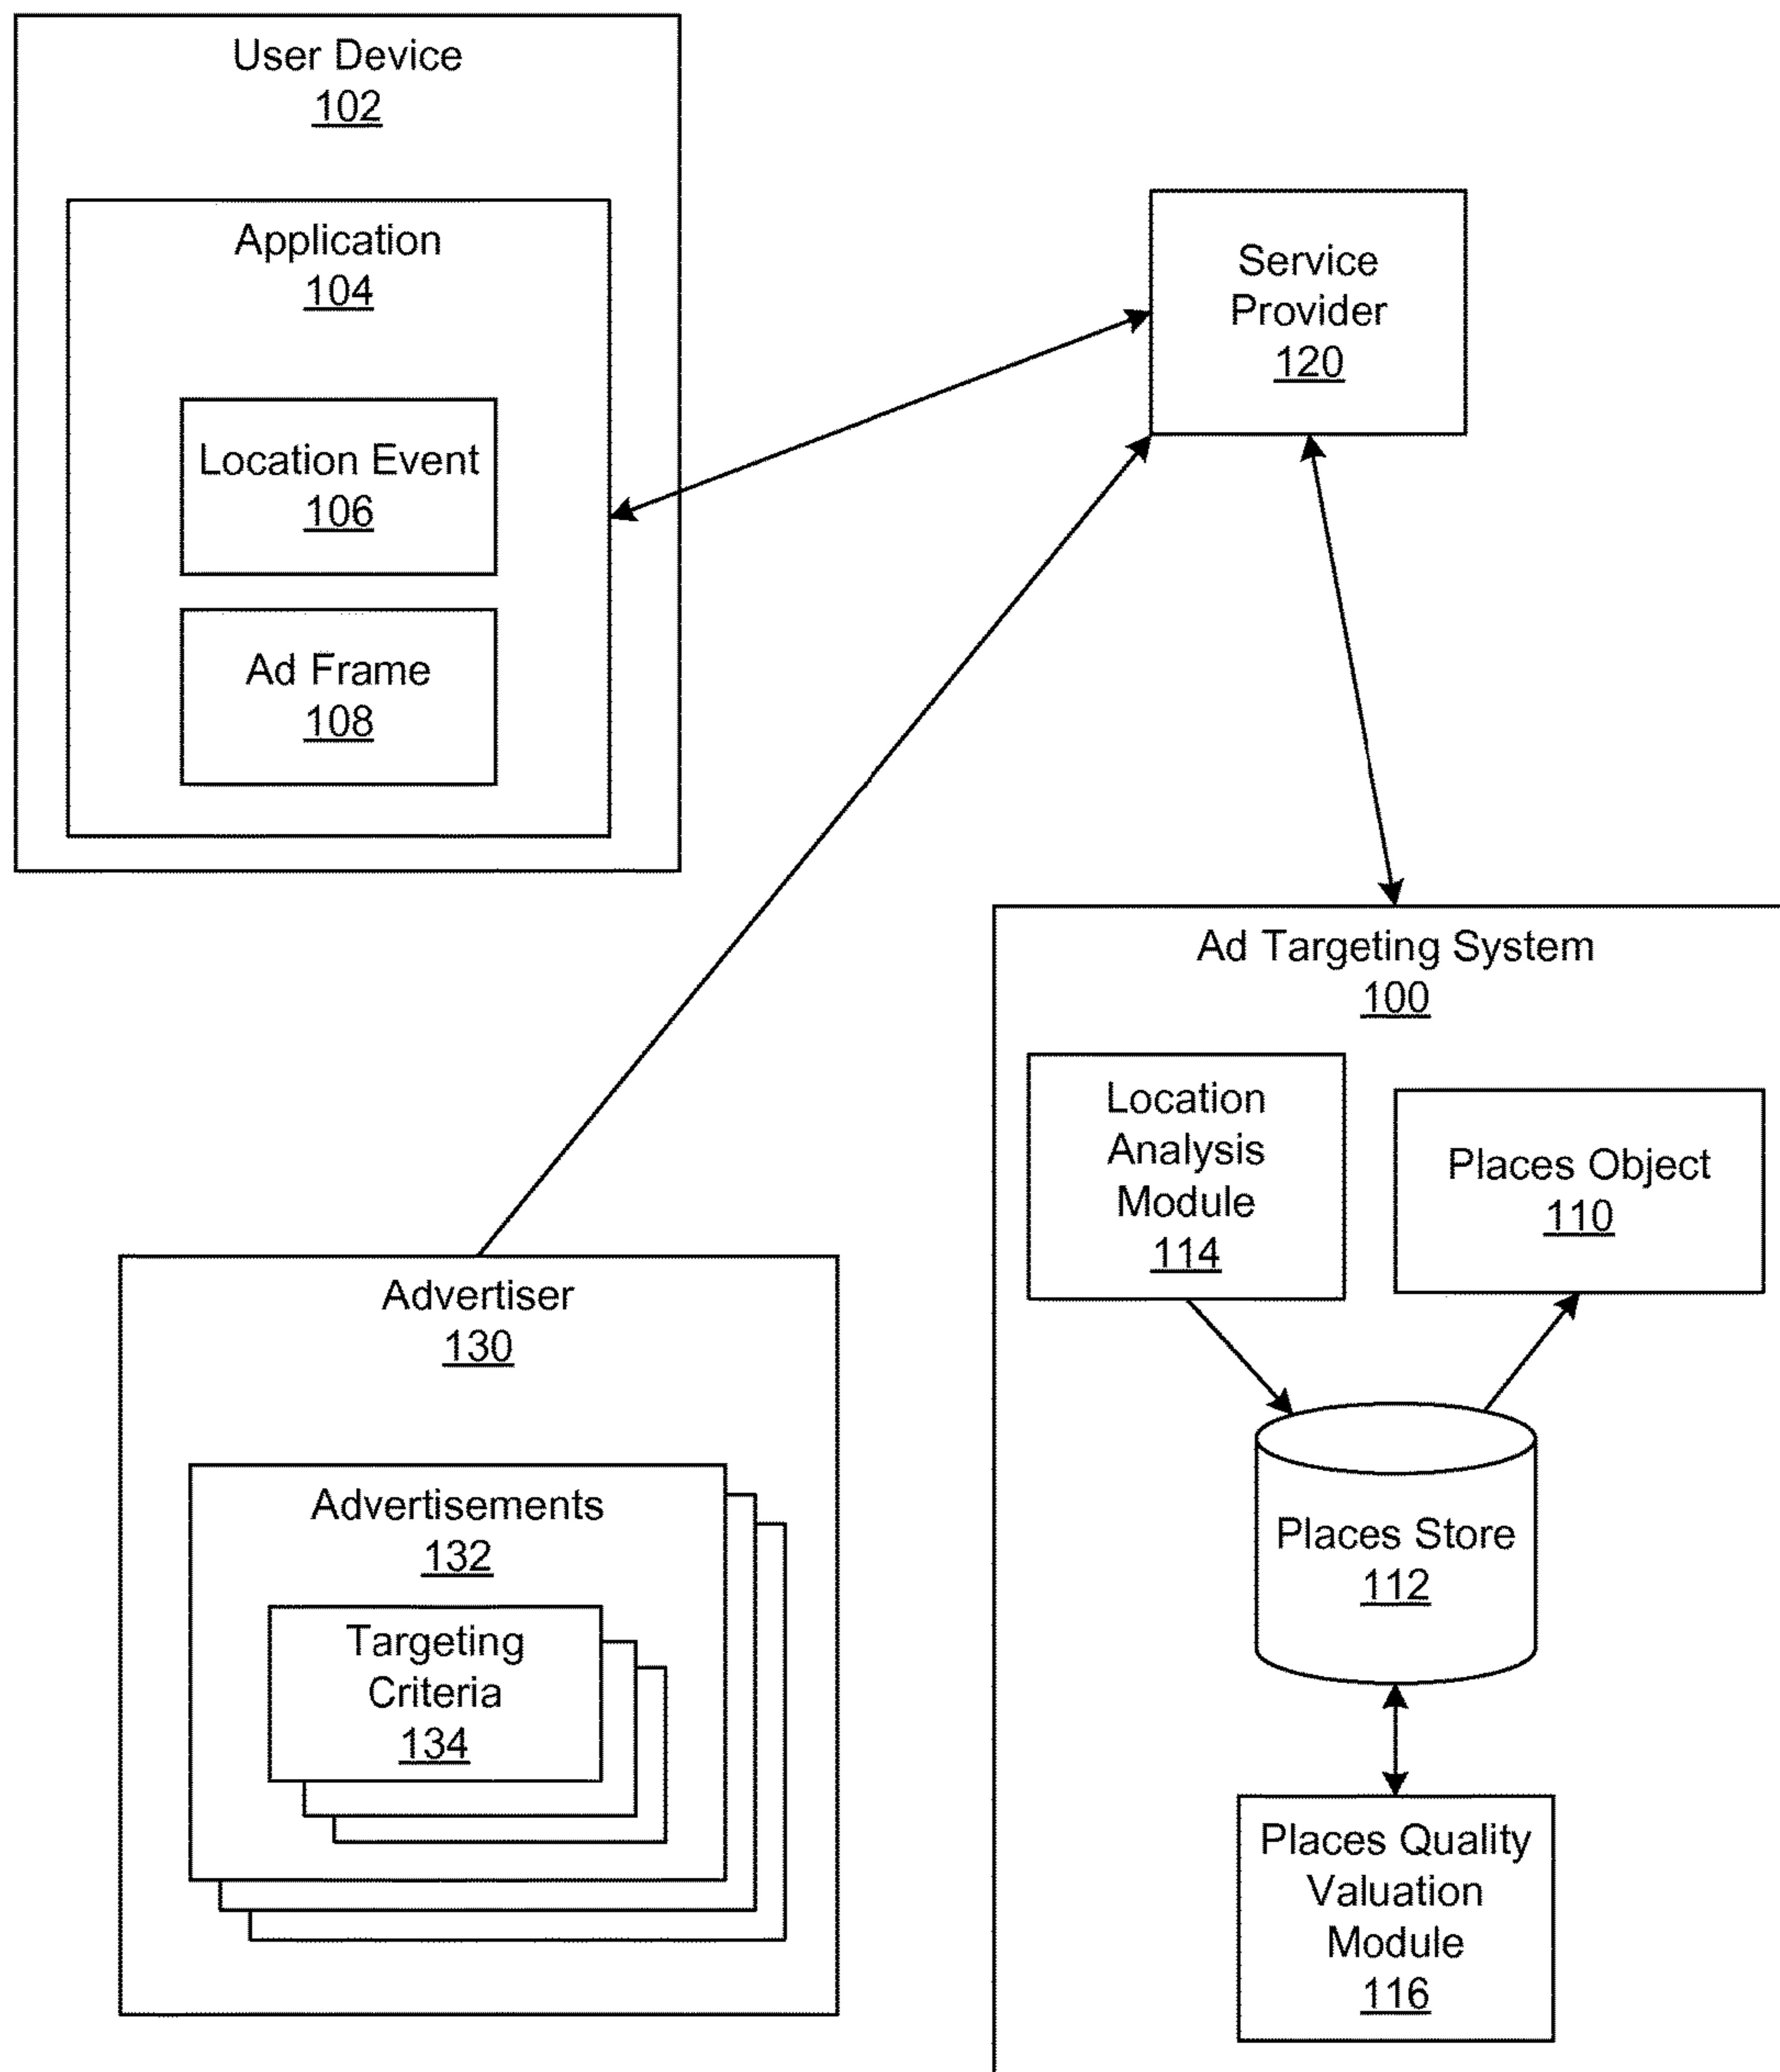 User Device
102
Application
104
Location Event
106
Ad Frame
108
Service
Provider
120
Ad Targeting System
100
Location
Analysis
Module
114
Places Object
110
Places Store
112
Places Quality
Valuation
Module
116
Advertiser
130
Advertisements
132
Targeting
Criteria
134